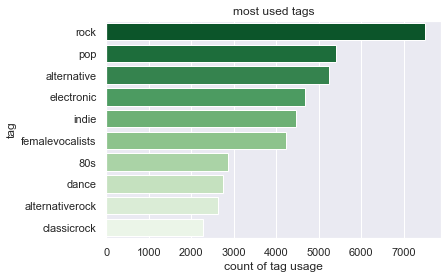 most used tags
rock
pop
alternative
electronic
indie
femalevocalists
80s
dance
alternativerock
classicrock
tag
0 1000 2000 3000 4000 5000 6000 7000
count of tag usage